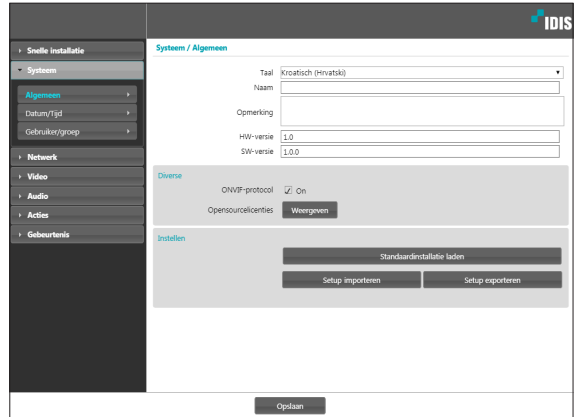 IDIS
Snelle installatie
Systeem
Algemeen
Datum/Tijd
Gebruiker/groep
Netwerk
Video
Audio
Acties
Gebeurtenis
Systeem / Algemeen
Taal Kroatisch (Hrvatski)
Naam
Opmerking
HW-versie 1.0
SW-versie 1.0.0
Diverse
ONVIF-protocol On
Opensourcelicenties Weergeven
Instellen
Standaardinstallatie laden
Setup importeren Setup exporteren
Opslaan